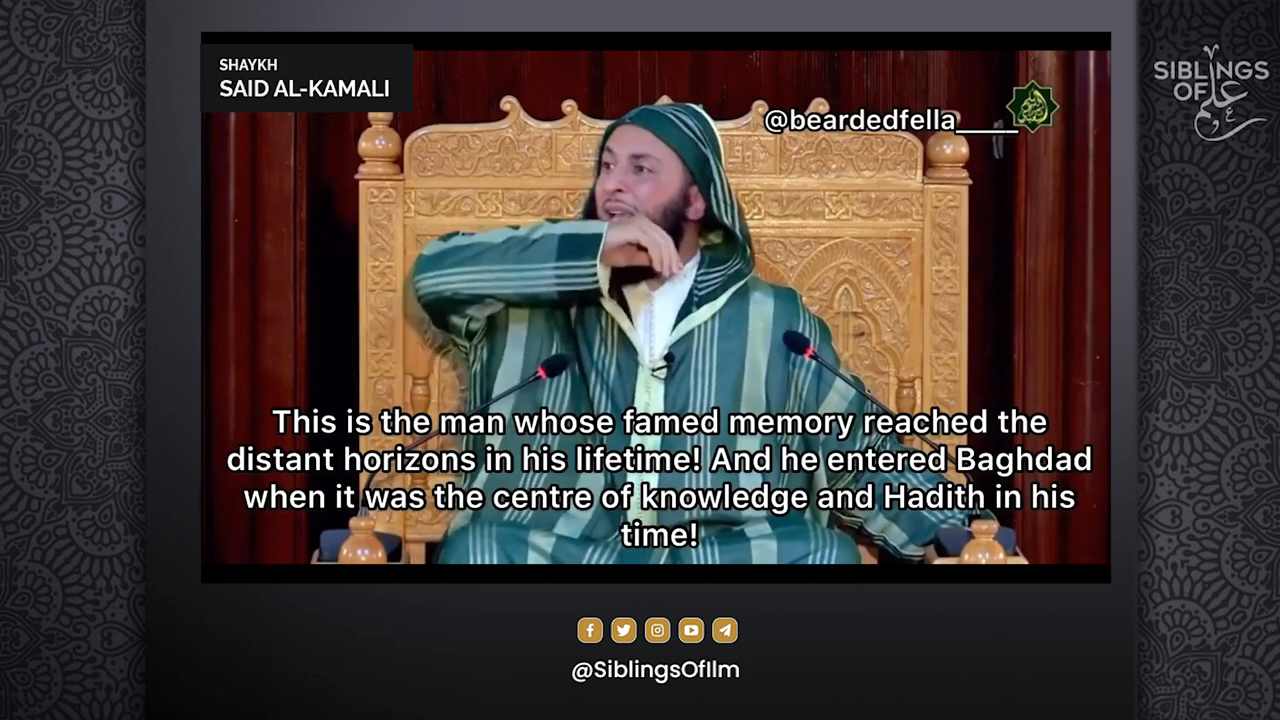 SHAYKH
SAID AL-KAMALI
@beardedfella____
SIBLINGS
OF علم
This is the man whose famed memory reached the
distant horizons in his lifetime! And he entered Baghdad
when it was the centre of knowledge and Hadith in his
time!
@SiblingsOfIlm